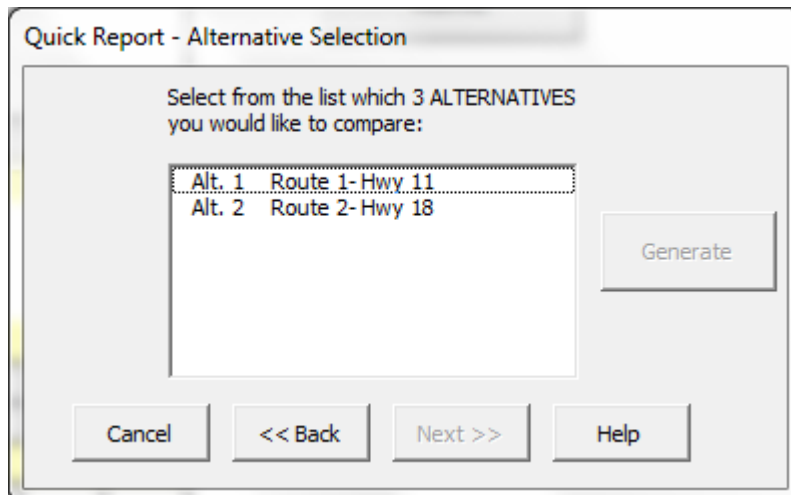 Quick Report - Alternative Selection
Select from the list which 3 ALTERNATIVES
you would like to compare:
Alt. 1 Route 1- Hwy 11
Alt. 2 Route 2- Hwy 18
Generate
Cancel
<< Back
Next >>
Help